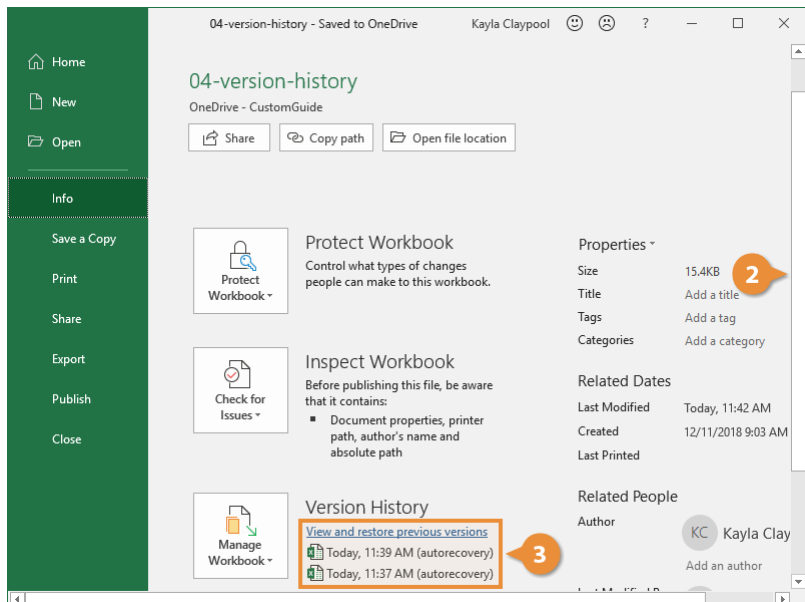 04-version-history - Saved to OneDrive
Kayla Claypool
?
Home
New
Open
Info
Save a Copy
Print
Share
Export
Publish
Close
04-version-history
OneDrive - CustomGuide
Share
Copy path
Open file location
Protect
Workbook
Protect Workbook
Control what types of changes
people can make to this workbook.
Check for
Issues
Inspect Workbook
Before publishing this file, be aware
that it contains:
Document properties, printer
path, author's name and
absolute path
Manage
Workbook
Version History
View and restore previous versions
Today, 11:39 AM (autorecovery)
Today, 11:37 AM (autorecovery)
3
Properties
Size 15.4KB
2
Title Add a title
Tags Add a tag
Categories Add a category
Related Dates
Last Modified Today, 11:42 AM
Created 12/11/2018 9:03 AM
Last Printed
Related People
Author
KC Kayla Clay
Add an author